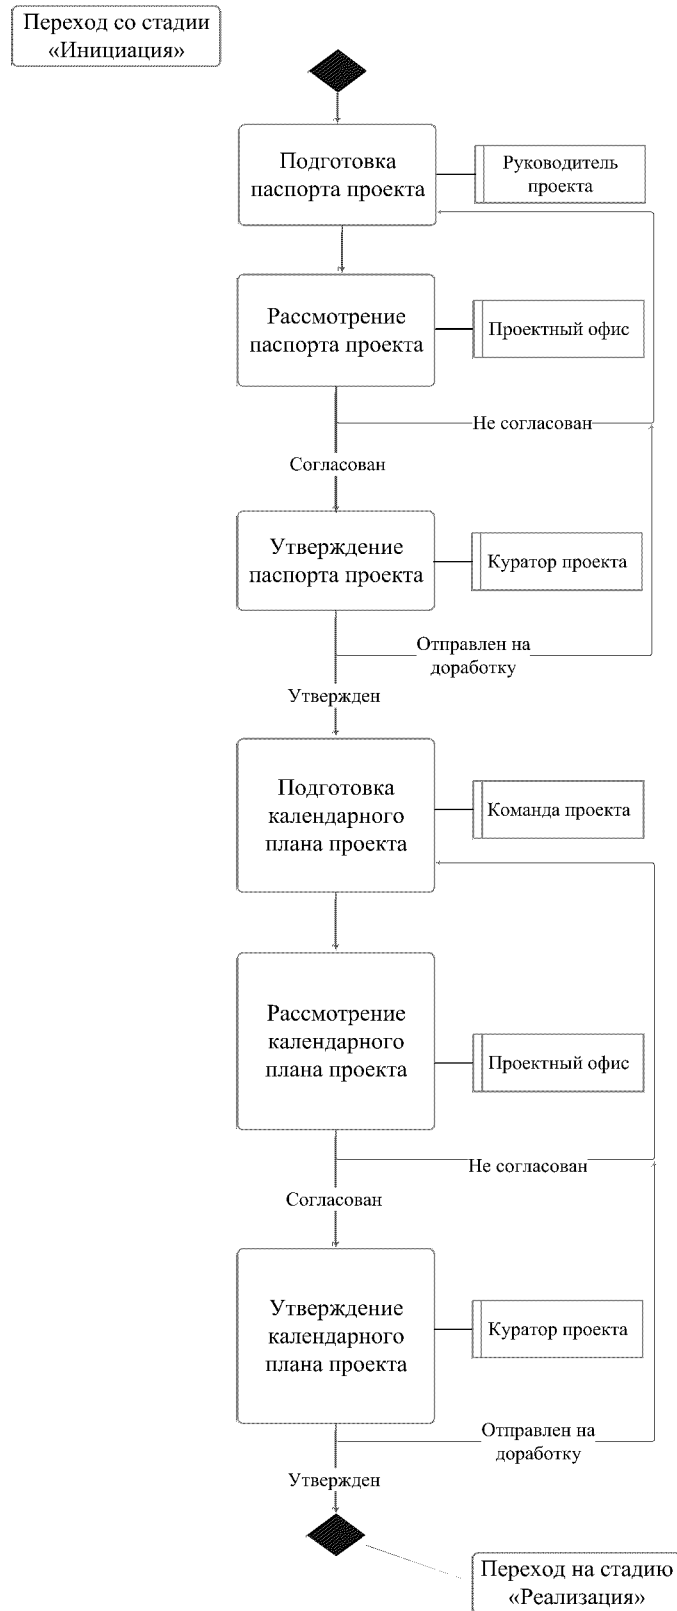 Переход со стадии
«Инициация»
Подготовка
паспорта проекта
Руководитель
проекта
Рассмотрение
паспорта проекта
Проектный офис
Не согласован
Согласован
Утверждение
паспорта проекта
Куратор проекта
Отправлен на
доработку
Утвержден
Подготовка
календарного
плана проекта
Команда проекта
Рассмотрение
календарного
плана проекта
Проектный офис
Не согласован
Согласован
Утверждение
календарного
плана проекта
Куратор проекта
Отправлен на
доработку
Утвержден
Переход на стадию
«Реализация»